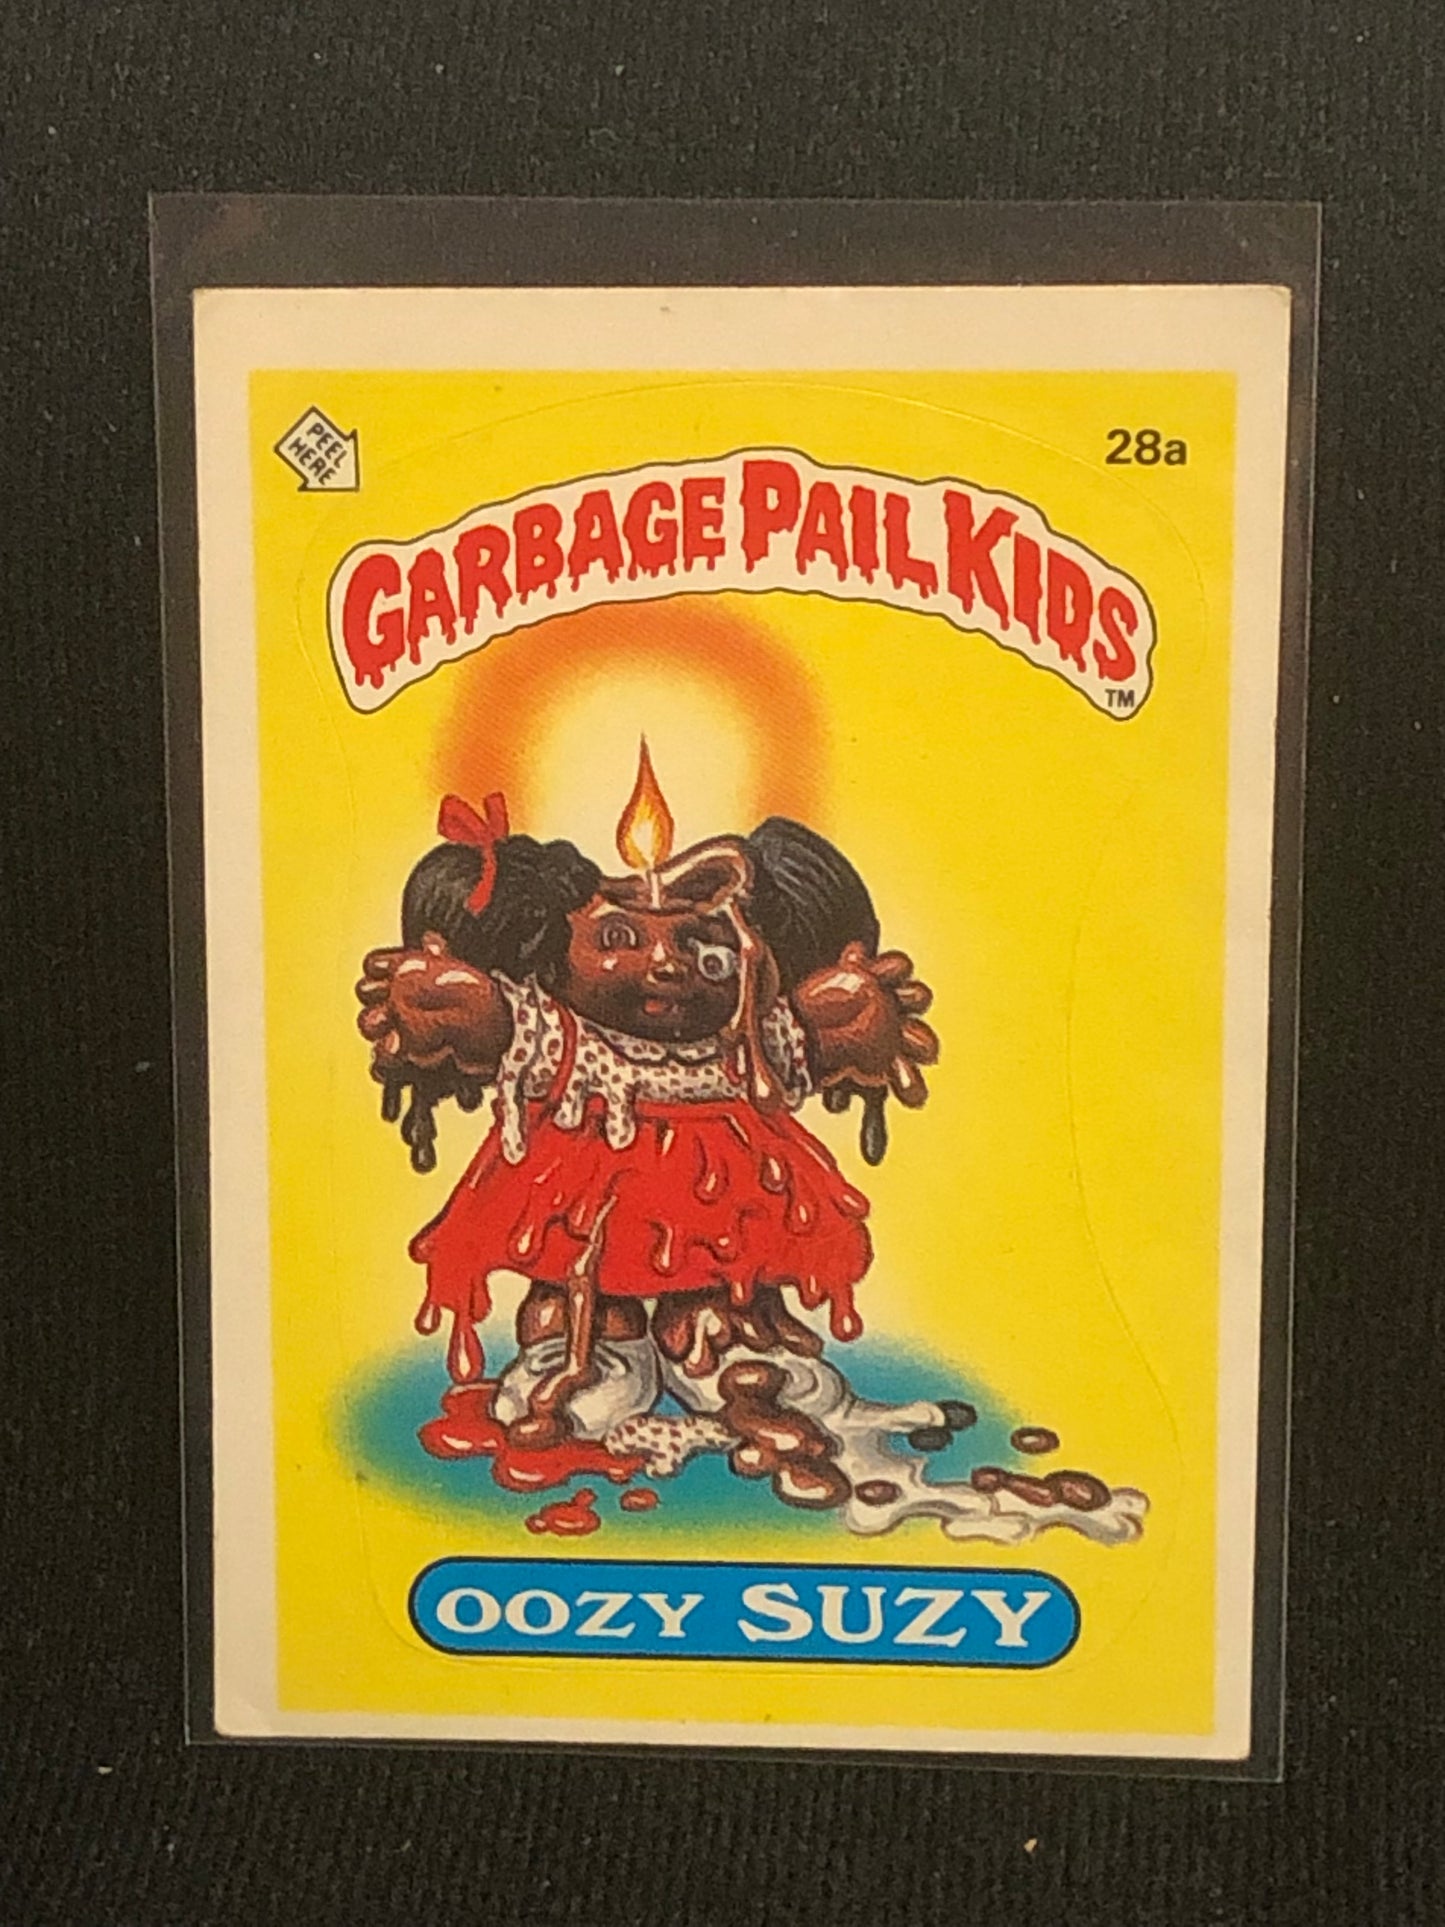 PEEL
HERE
28a
GARBAGE PAIL KIDS
TM
OOZY SUZY